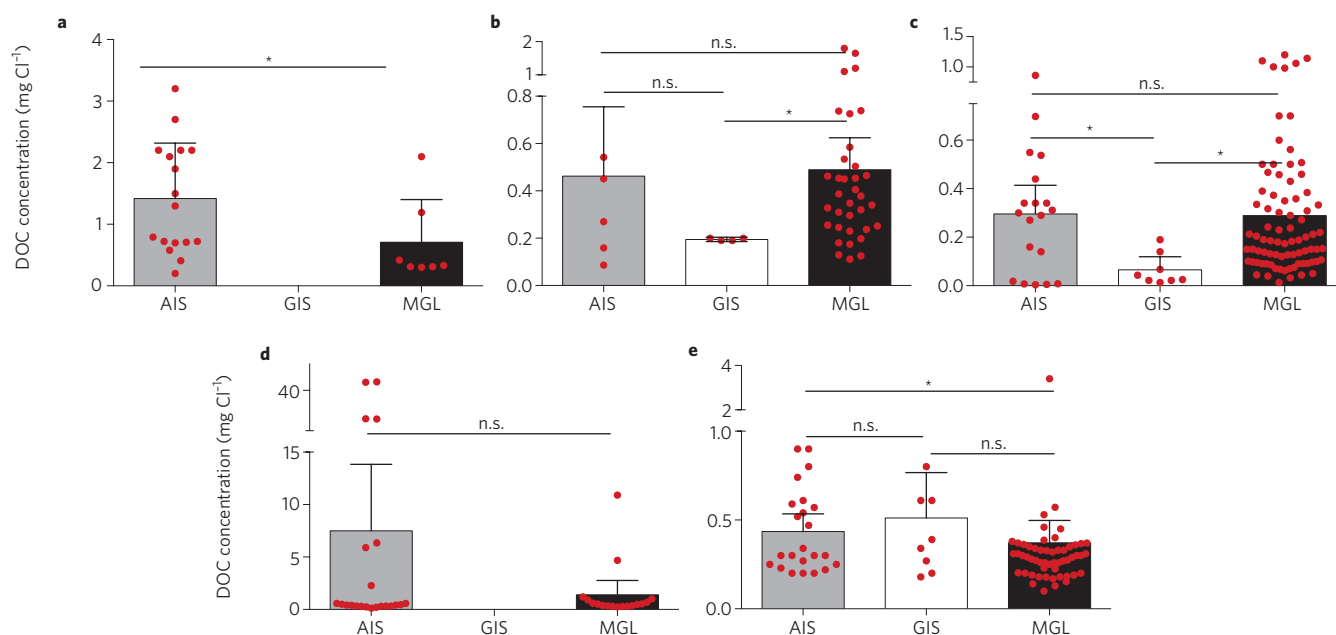 a
DOC concentration (mg Cl⁻¹)
4
3
2
1
0
*
AIS
GIS
MGL
b
2
1
0.8
0.6
0.4
0.2
0
n.s.
n.s.
*
AIS
GIS
MGL
c
1.5
1.0
0.6
0.4
0.2
0
n.s.
*
*
AIS
GIS
MGL
d
DOC concentration (mg Cl⁻¹)
40
15
10
5
0
n.s.
AIS
GIS
MGL
e
4
2
1.0
0.5
0.0
*
n.s.
n.s.
AIS
GIS
MGL